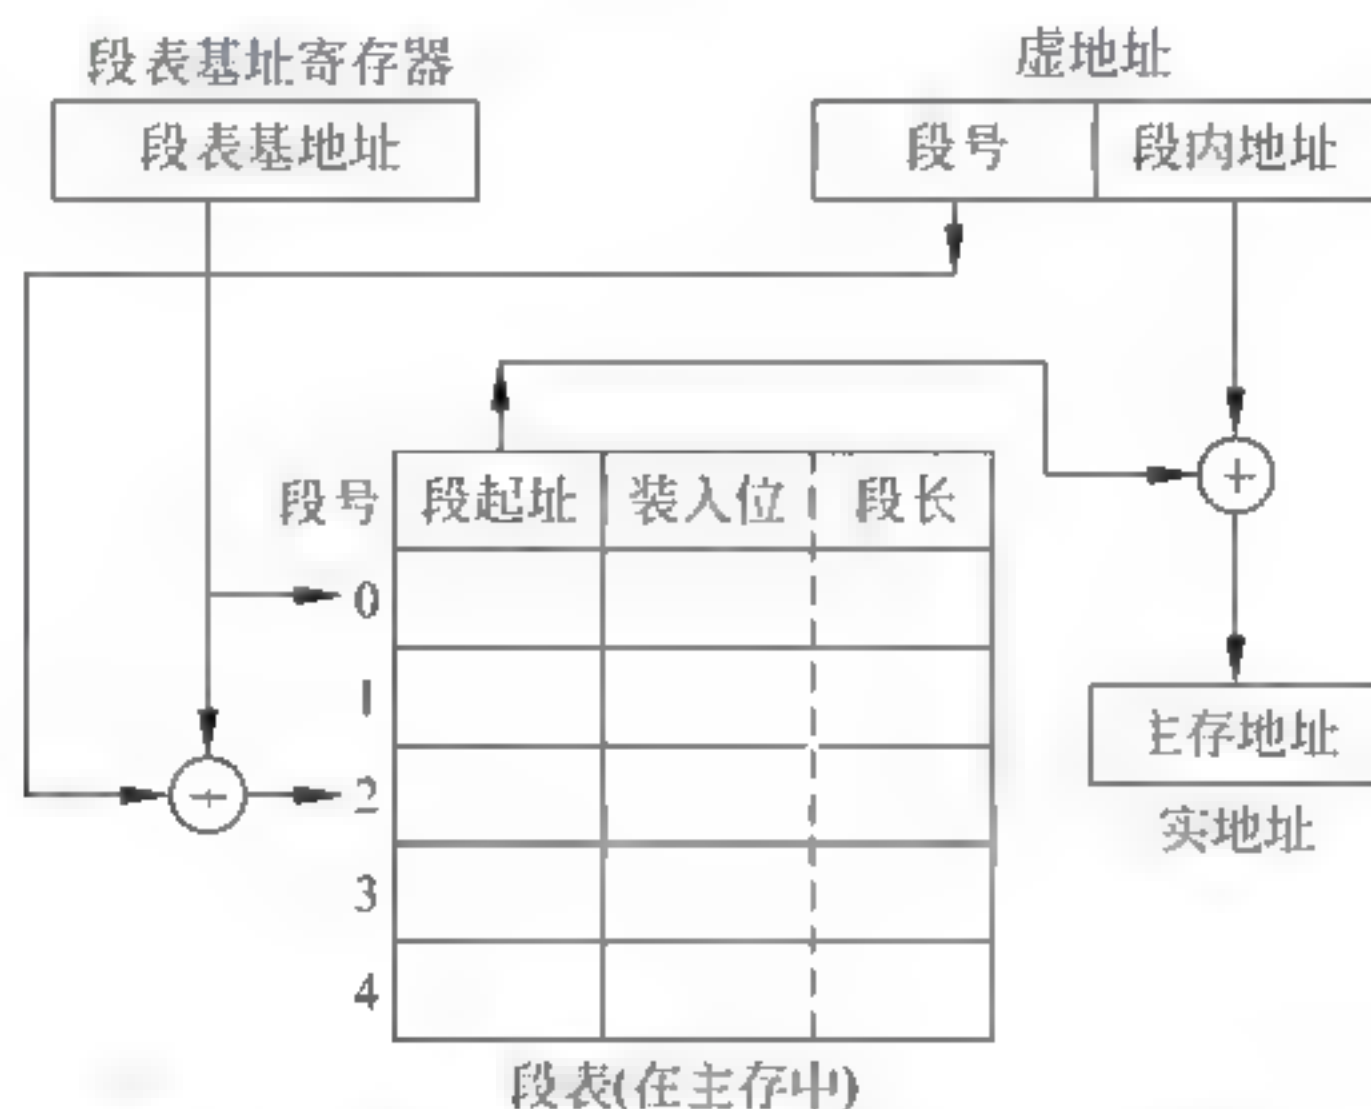 段表基址寄存器
虚地址
段表基地址
段号 段内地址
段号 段起址 装入位 段长
0
1
2
3
4
主存地址
实地址
段表(在主存中)